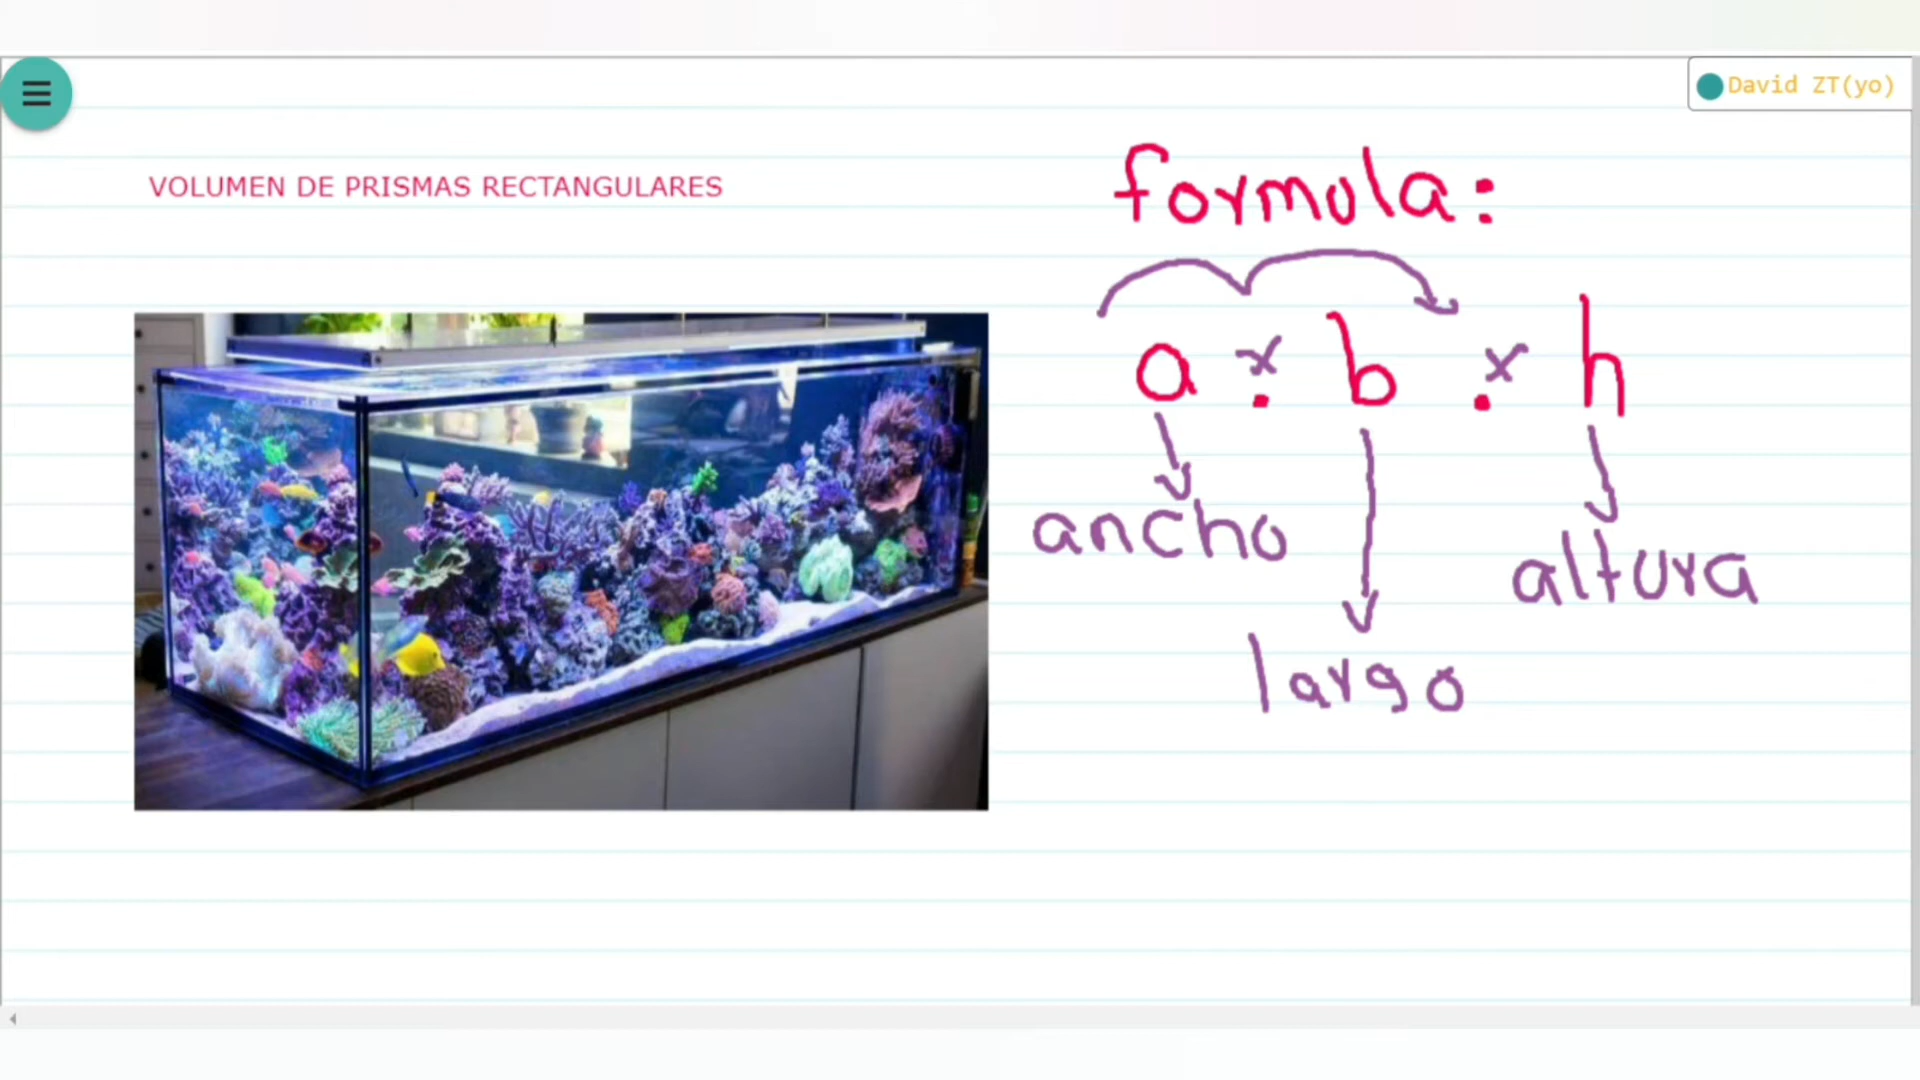 David ZT(yo)
VOLUMEN DE PRISMAS RECTANGULARES
formula:
a x . b x . h
ancho
largo
altura